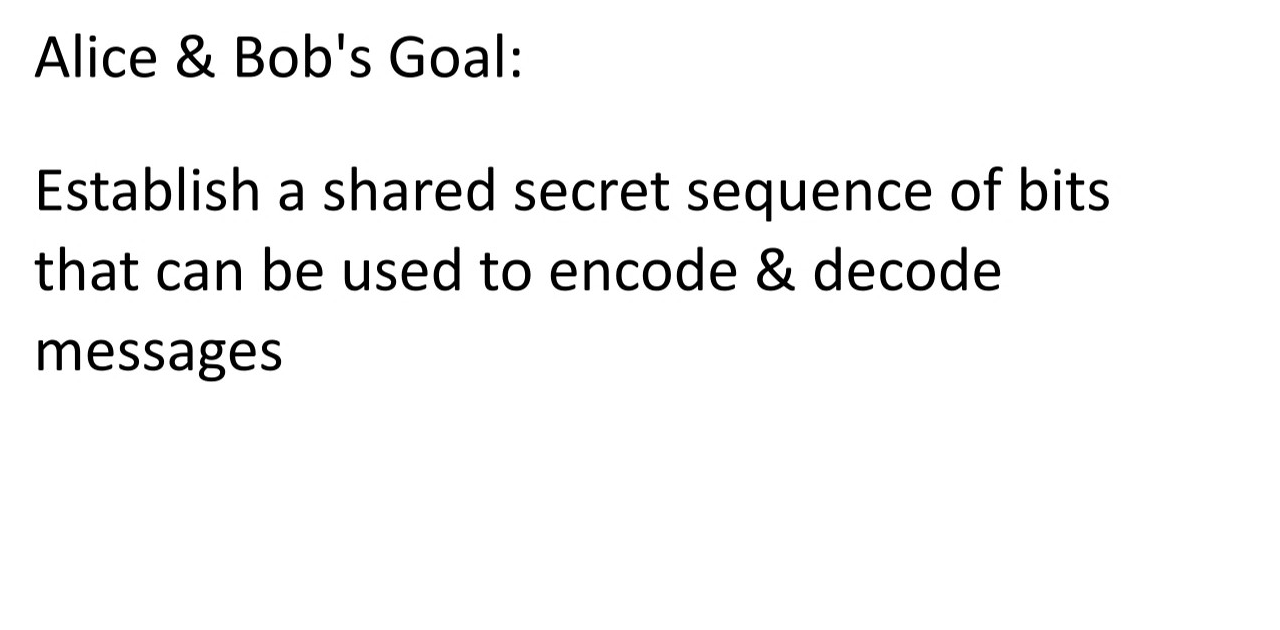 Alice & Bob's Goal:
Establish a shared secret sequence of bits
that can be used to encode & decode
messages